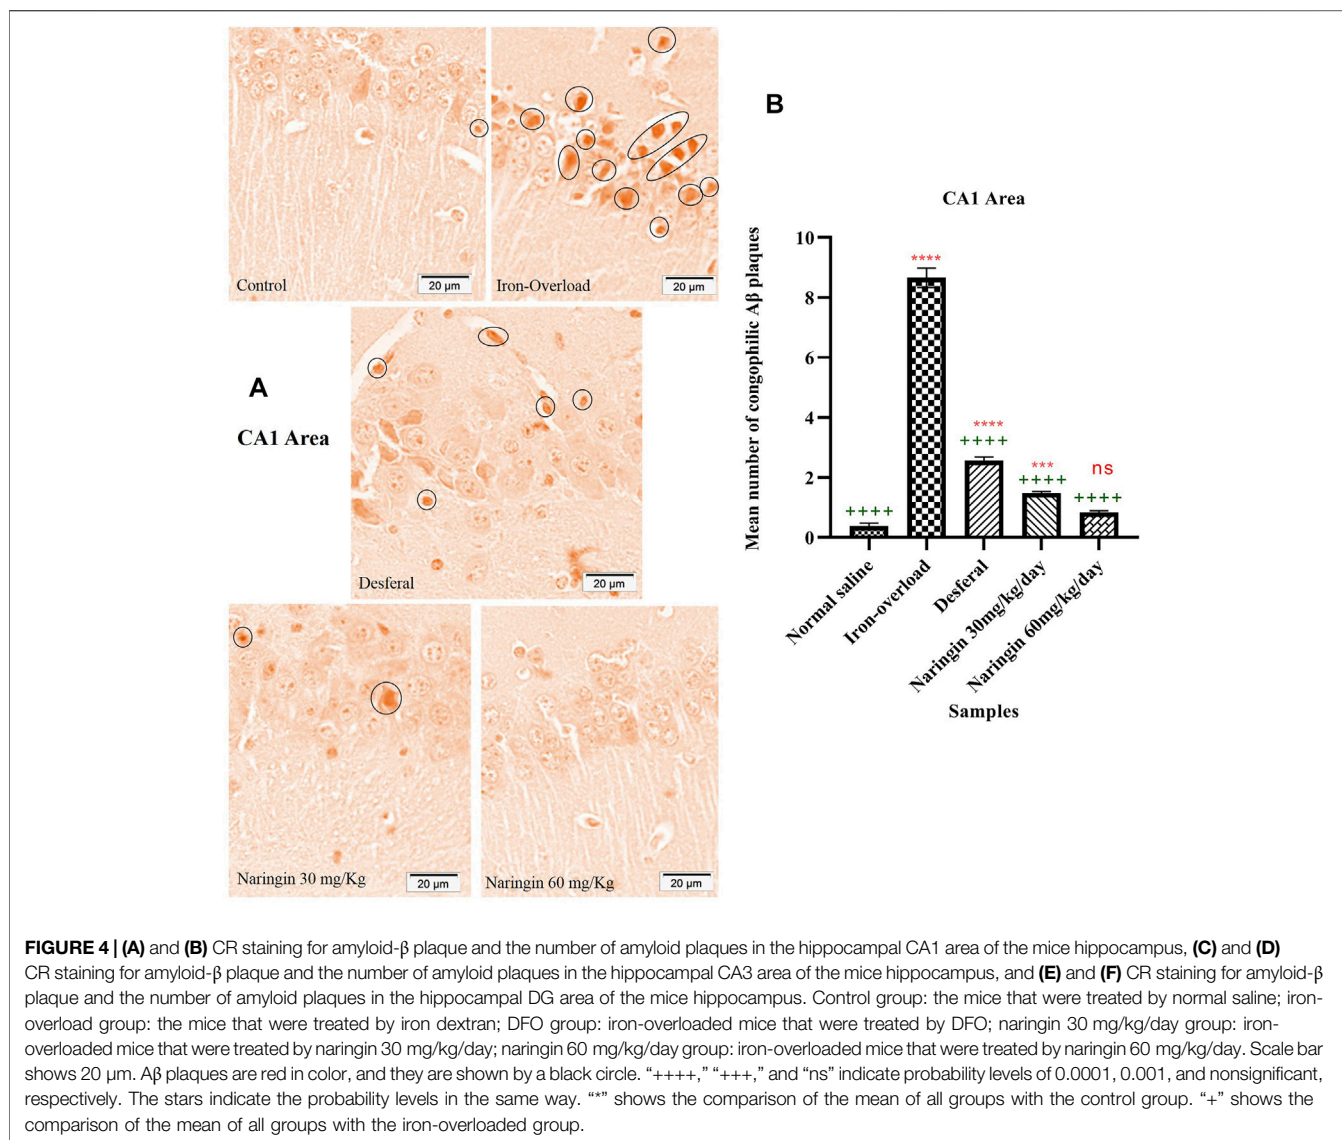 Control
20 µm
Iron-Overload
20 µm
A
CA1 Area
Desferal
20 µm
Naringin 30 mg/Kg
20 µm
Naringin 60 mg/Kg
20 µm
B
CA1 Area
Mean number of congophilic Aβ plaques
10
8
6
4
2
0
++++
****
****
++++
***
++++
ns
++++
Normal saline
Iron-overload
Desferal
Naringin 30mg/kg/day
Naringin 60mg/kg/day
Samples
FIGURE 4 | (A) and (B) CR staining for amyloid-β plaque and the number of amyloid plaques in the hippocampal CA1 area of the mice hippocampus, (C) and (D)
CR staining for amyloid-β plaque and the number of amyloid plaques in the hippocampal CA3 area of the mice hippocampus, and (E) and (F) CR staining for amyloid-β
plaque and the number of amyloid plaques in the hippocampal DG area of the mice hippocampus. Control group: the mice that were treated by normal saline; iron-
overload group: the mice that were treated by iron dextran; DFO group: iron-overloaded mice that were treated by DFO; naringin 30 mg/kg/day group: iron-
overloaded mice that were treated by naringin 30 mg/kg/day; naringin 60 mg/kg/day group: iron-overloaded mice that were treated by naringin 60 mg/kg/day. Scale bar
shows 20 µm. Aβ plaques are red in color, and they are shown by a black circle. “++++,” “+++,” and “ns” indicate probability levels of 0.0001, 0.001, and nonsignificant,
respectively. The stars indicate the probability levels in the same way. “*” shows the comparison of the mean of all groups with the control group. “+” shows the
comparison of the mean of all groups with the iron-overloaded group.